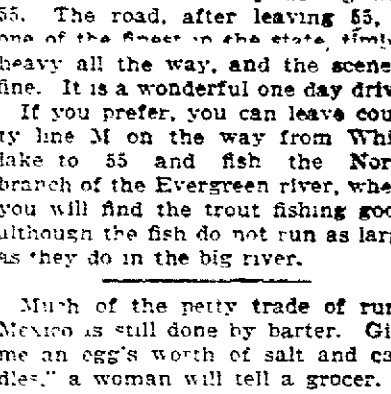 55. The road, after leaving 55,
one of the finest in the state, timb
heavy all the way, and the scene
fine. It is a wonderful one day driv
If you prefer, you can leave cou
ty line M on the way from Whi
lake to 55 and fish the Nor
branch of the Evergreen river, whe
you will find the trout fishing goo
although the fish do not run as larg
as they do in the big river.
Much of the petty trade of rur
Mexico is still done by barter. Gi
me an egg's worth of salt and ca
dles," a woman will tell a grocer.